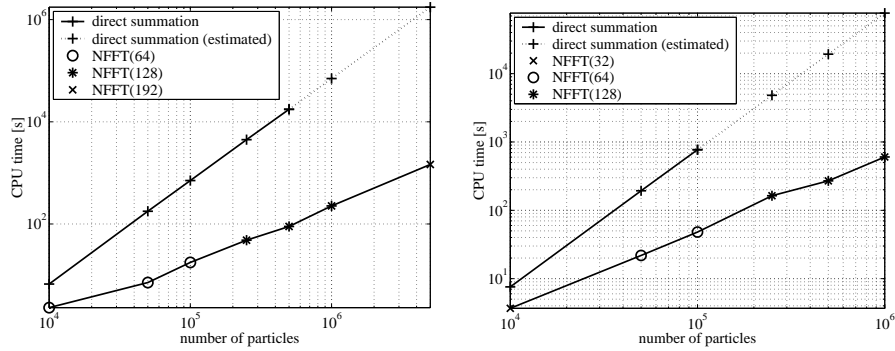 10^6
10^4
10^2
CPU time [s]
direct summation
direct summation (estimated)
NFFT(64)
NFFT(128)
NFFT(192)
10^4
10^5
10^6
number of particles
10^4
10^3
10^2
10^1
CPU time [s]
direct summation
direct summation (estimated)
NFFT(32)
NFFT(64)
NFFT(128)
10^4
10^5
10^6
number of particles